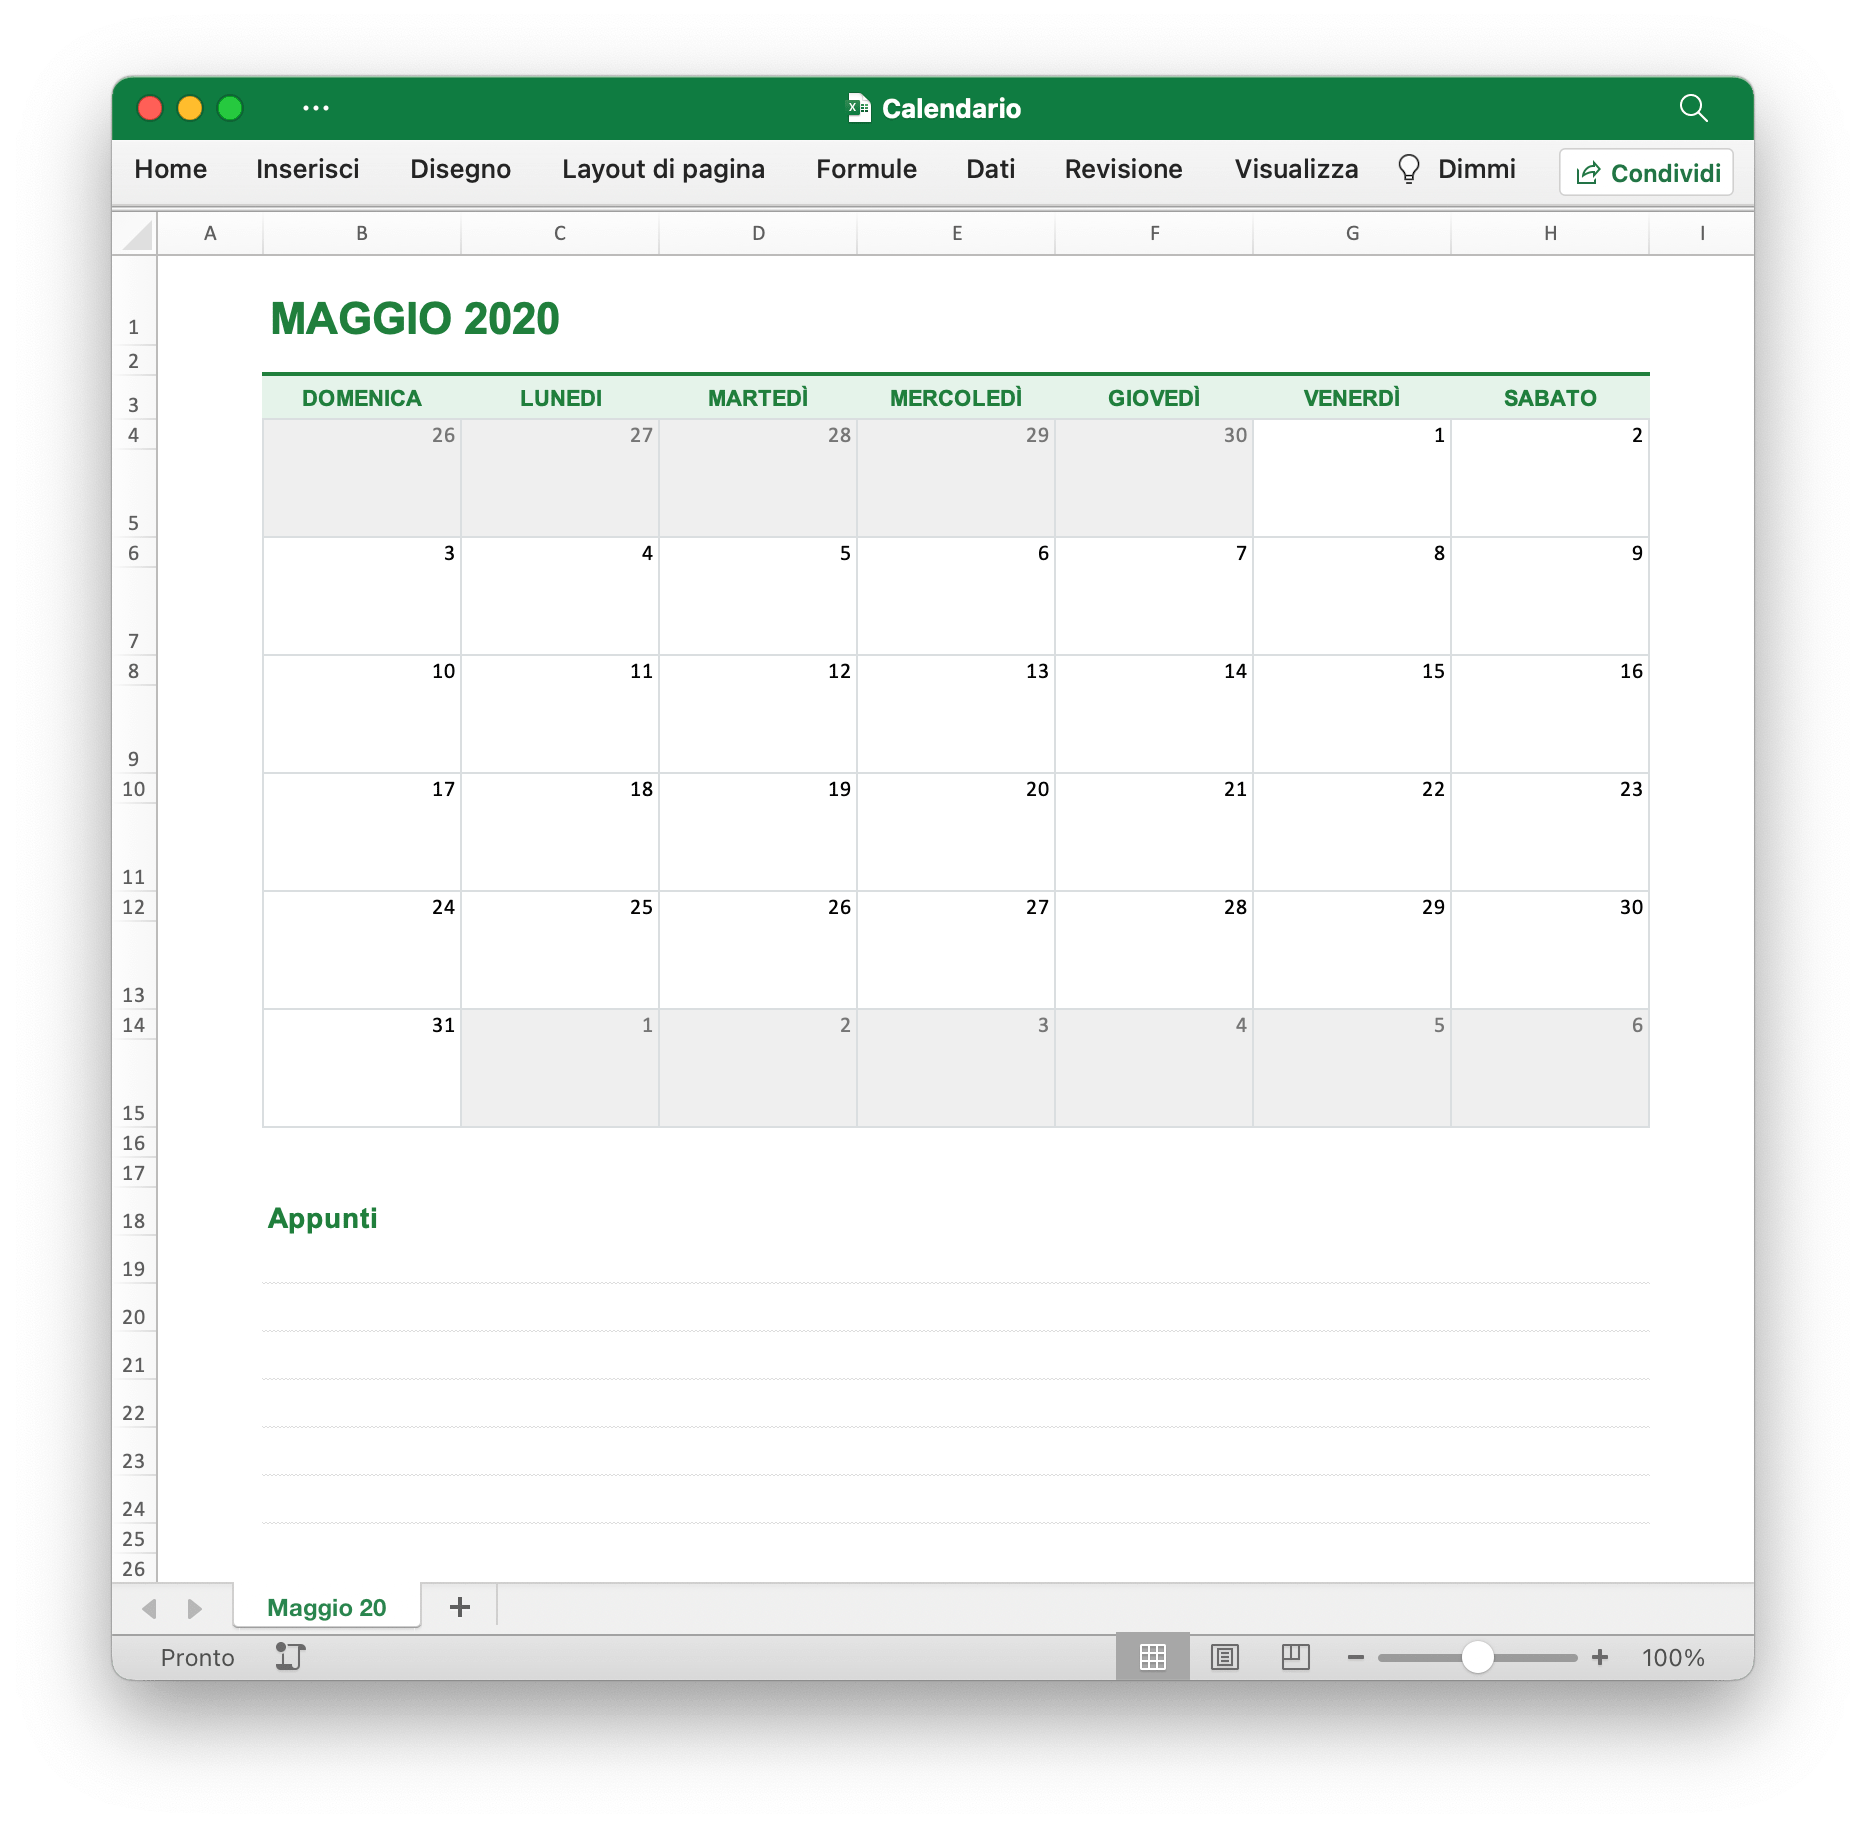 Calendario
Home Inserisci Disegno Layout di pagina Formule Dati Revisione Visualizza Dimmi Condividi
A B C D E F G H I
1 MAGGIO 2020
2
3 DOMENICA LUNEDI MARTEDÌ MERCOLEDÌ GIOVEDÌ VENERDÌ SABATO
4 26 27 28 29 30 1 2
5
6 3 4 5 6 7 8 9
7
8 10 11 12 13 14 15 16
9
10 17 18 19 20 21 22 23
11
12 24 25 26 27 28 29 30
13
14 31 1 2 3 4 5 6
15
16
17
18 Appunti
19
20
21
22
23
24
25
26
Maggio 20
Pronto 100%